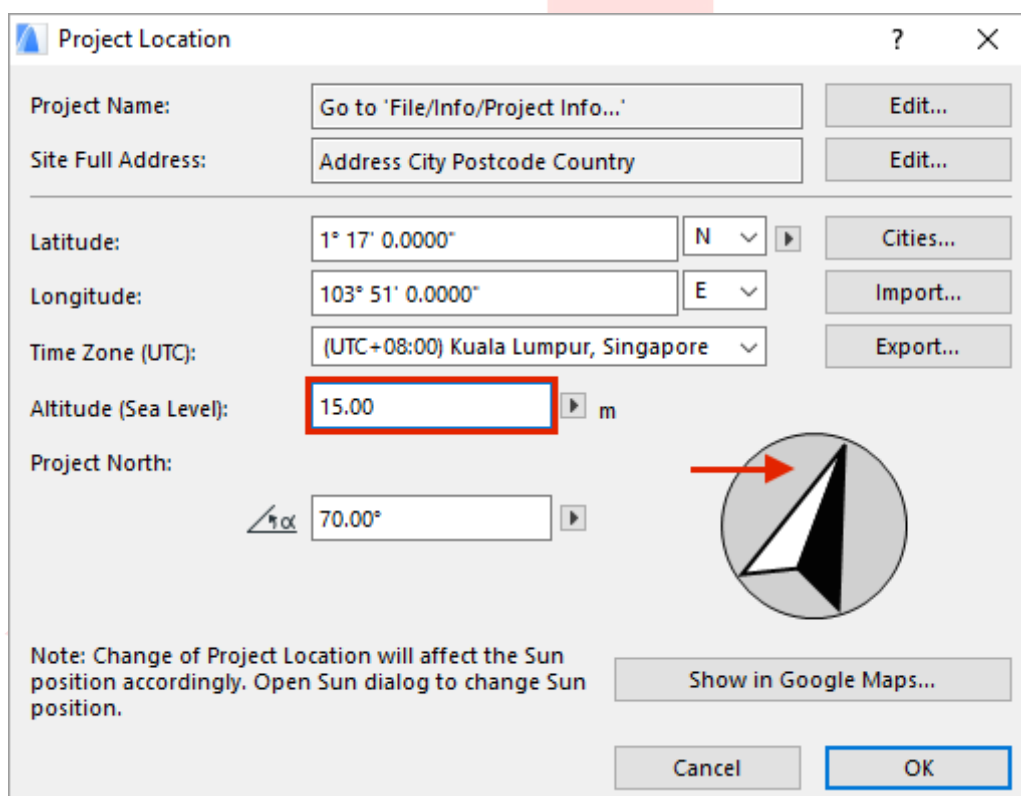 Project Location ?
Project Name: Go to 'File/Info/Project Info...' Edit...
Site Full Address: Address City Postcode Country Edit...
Latitude: 1° 17' 0.0000" N Cities...
Longitude: 103° 51' 0.0000" E Import...
Time Zone (UTC): (UTC+08:00) Kuala Lumpur, Singapore Export...
Altitude (Sea Level): 15.00 m
Project North:
α 70.00°
Note: Change of Project Location will affect the Sun
position accordingly. Open Sun dialog to change Sun
position.
Show in Google Maps...
Cancel OK